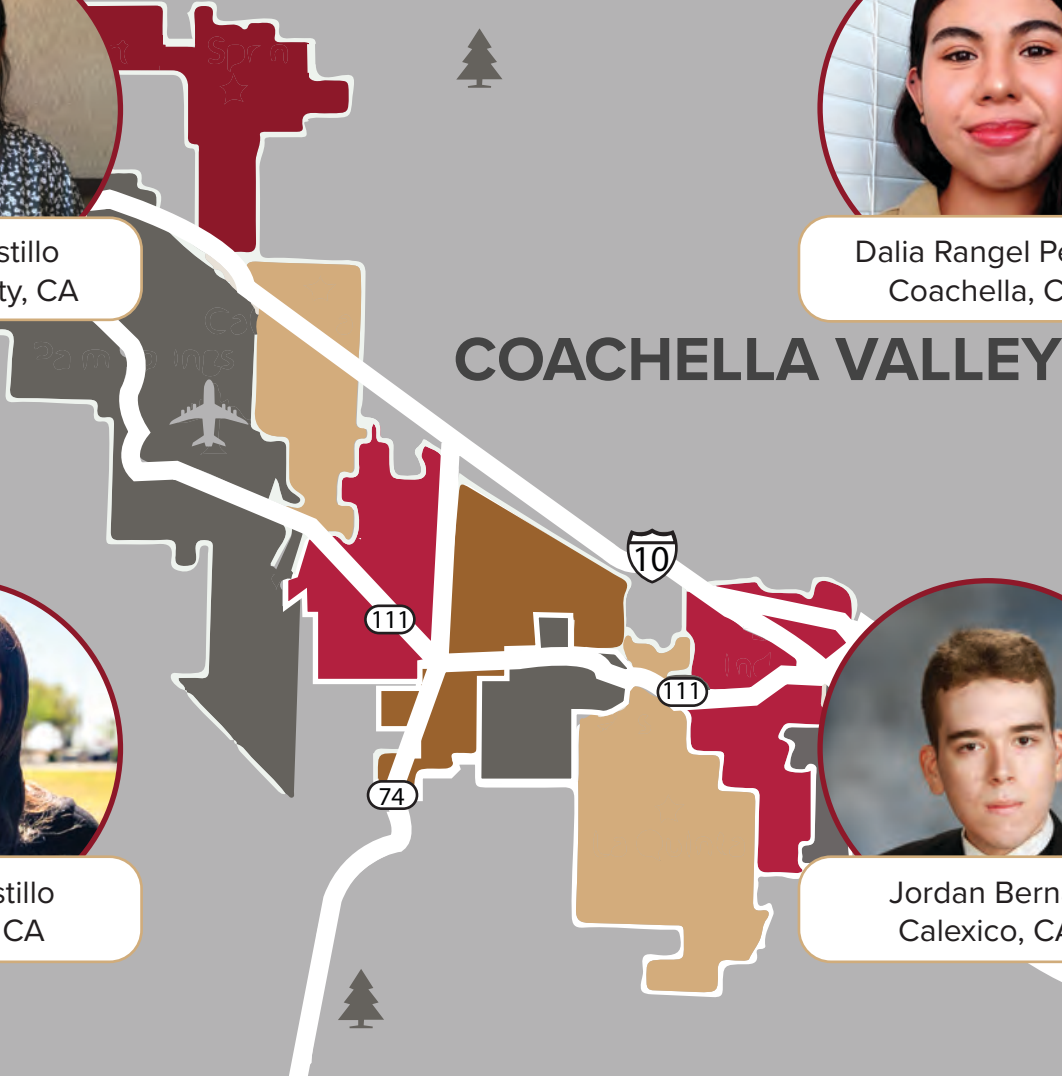 stillo
ty, CA
Dalia Rangel Pe
Coachella, C
COACHELLA VALLEY
10
111
111
74
stillo
CA
Jordan Bern
Calexico, CA